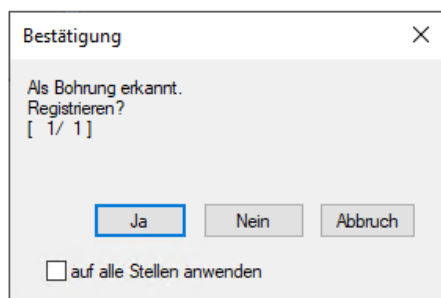 Bestätigung
Als Bohrung erkannt.
Registrieren?
[ 1/ 1 ]
Ja Nein Abbruch
auf alle Stellen anwenden